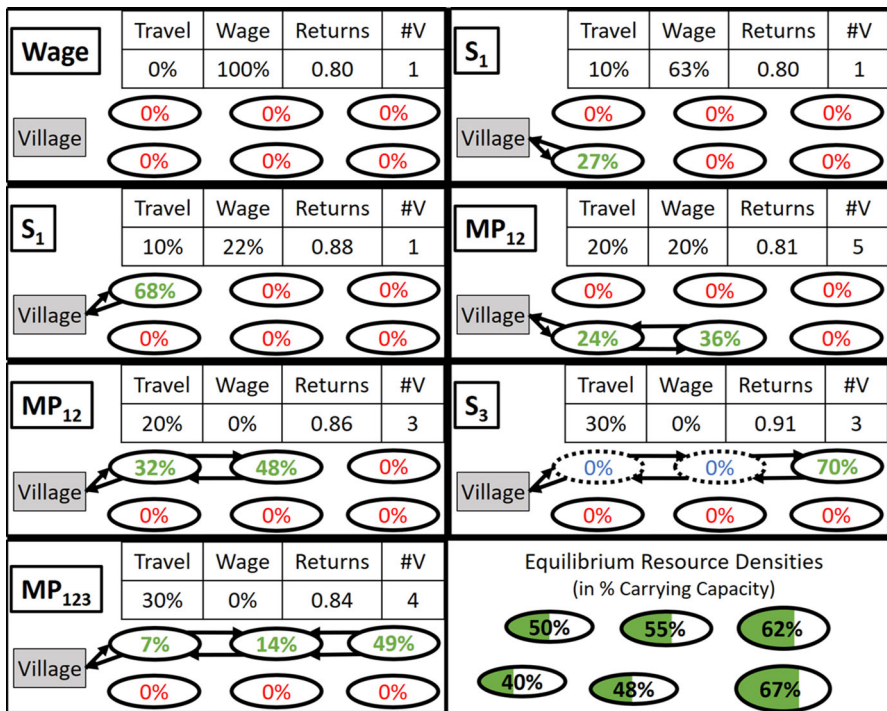 Wage
Travel Wage Returns #V
0% 100% 0.80 1
0% 0% 0%
Village
0% 0% 0%
S1
Travel Wage Returns #V
10% 63% 0.80 1
0% 0% 0%
Village
27% 0% 0%
S1
Travel Wage Returns #V
10% 22% 0.88 1
68% 0% 0%
Village
0% 0% 0%
MP12
Travel Wage Returns #V
20% 20% 0.81 5
0% 0% 0%
Village
24% 36% 0%
MP12
Travel Wage Returns #V
20% 0% 0.86 3
32% 48% 0%
Village
0% 0% 0%
S3
Travel Wage Returns #V
30% 0% 0.91 3
0% 0% 70%
Village
0% 0% 0%
MP123
Travel Wage Returns #V
30% 0% 0.84 4
7% 14% 49%
Village
0% 0% 0%
Equilibrium Resource Densities
(in % Carrying Capacity)
50% 55% 62%
40% 48% 67%